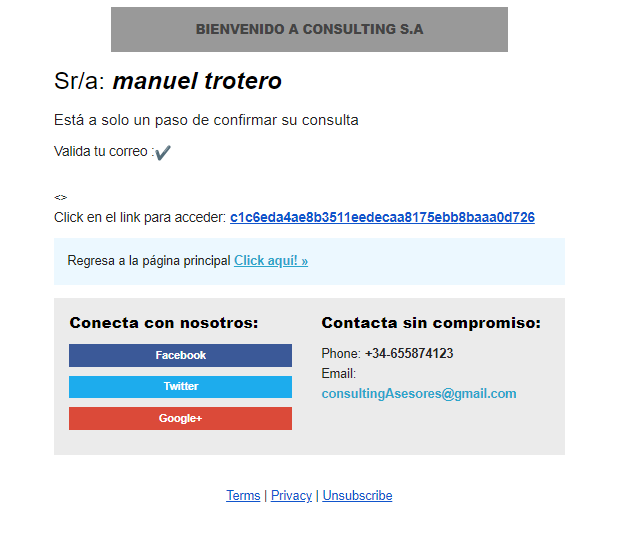 BIENVENIDO A CONSULTING S.A
Sr/a: manuel trotero
Está a solo un paso de confirmar su consulta
Valida tu correo :✔
<>
Click en el link para acceder: c1c6eda4ae8b3511eedecaa8175ebb8baaa0d726
Regresa a la página principal Click aquí! »
Conecta con nosotros:
Facebook
Twitter
Google+
Contacta sin compromiso:
Phone: +34-655874123
Email:
consultingAsesores@gmail.com
Terms | Privacy | Unsubscribe